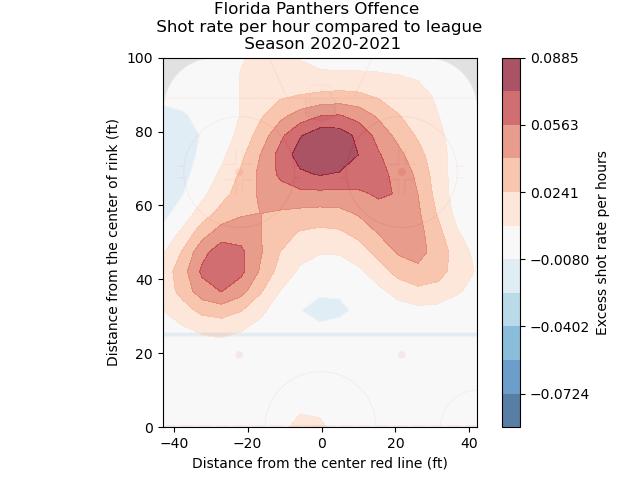 Florida Panthers Offence
Shot rate per hour compared to league
Season 2020-2021
100
80
60
40
20
0
−40
−20
0
20
40
Distance from the center of rink (ft)
Distance from the center red line (ft)
0.0885
0.0563
0.0241
−0.0080
−0.0402
−0.0724
Excess shot rate per hours